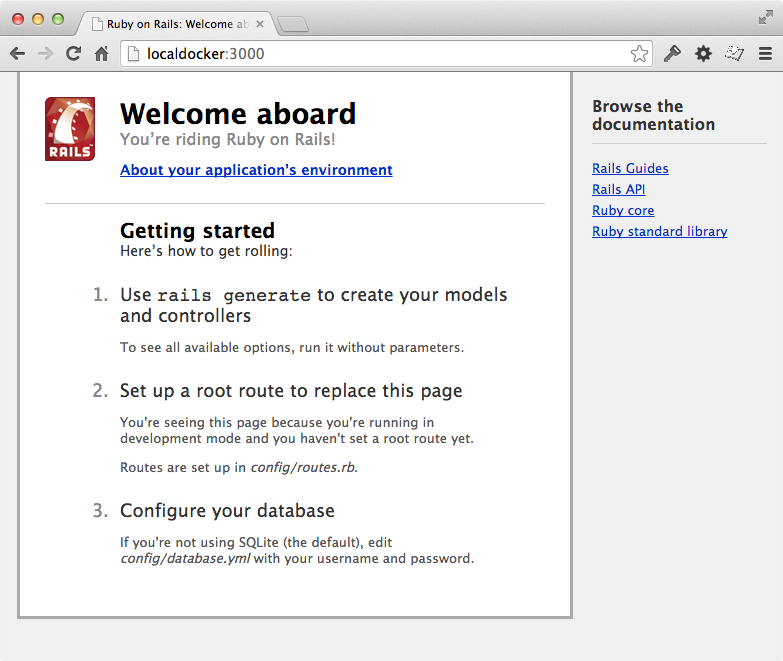 Ruby on Rails: Welcome ab
localdocker:3000
RAILS
Welcome aboard
You’re riding Ruby on Rails!
About your application’s environment
Getting started
Here’s how to get rolling:
1. Use rails generate to create your models
and controllers
To see all available options, run it without parameters.
2. Set up a root route to replace this page
You're seeing this page because you're running in
development mode and you haven't set a root route yet.
Routes are set up in config/routes.rb.
3. Configure your database
If you're not using SQLite (the default), edit
config/database.yml with your username and password.
Browse the
documentation
Rails Guides
Rails API
Ruby core
Ruby standard library